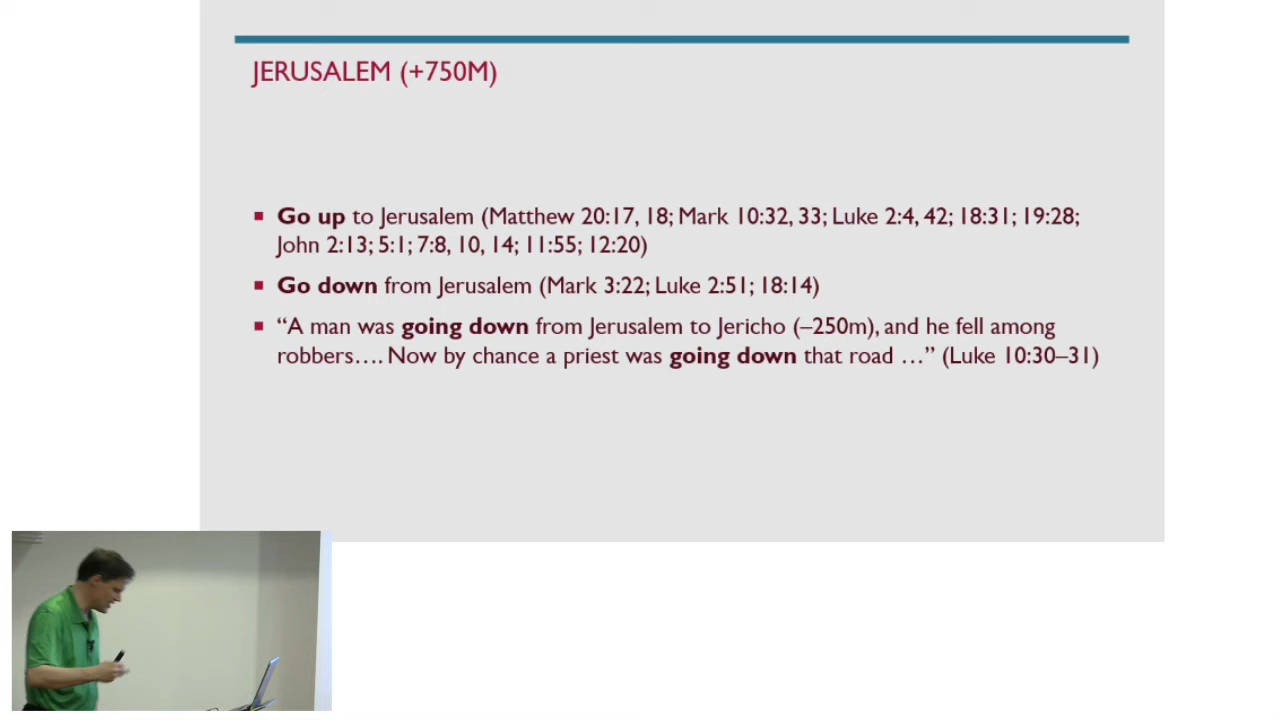 JERUSALEM (+750M)
▪ Go up to Jerusalem (Matthew 20:17, 18; Mark 10:32, 33; Luke 2:4, 42; 18:31; 19:28;
John 2:13; 5:1; 7:8, 10, 14; 11:55; 12:20)
▪ Go down from Jerusalem (Mark 3:22; Luke 2:51; 18:14)
▪ “A man was going down from Jerusalem to Jericho (–250m), and he fell among
robbers…. Now by chance a priest was going down that road …” (Luke 10:30–31)